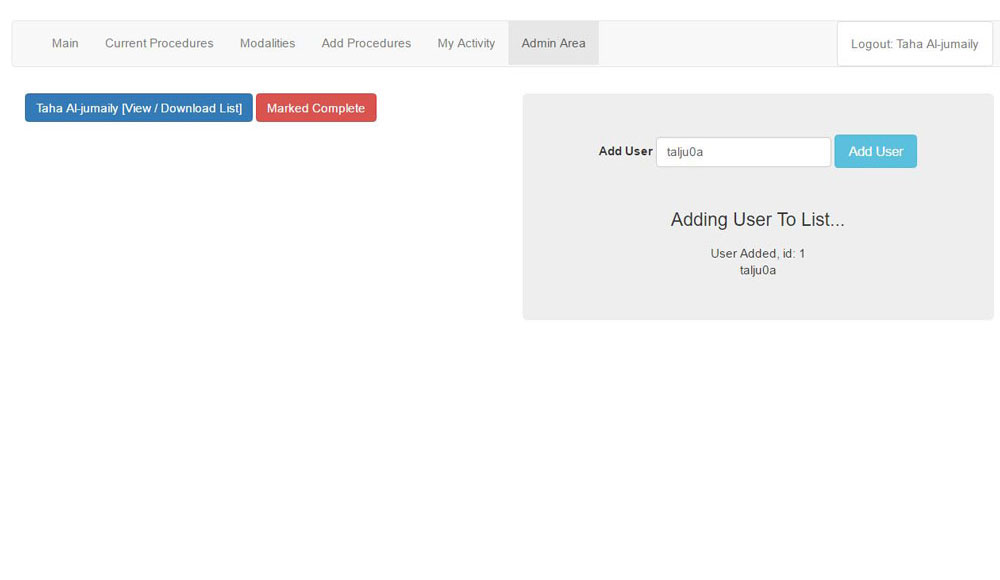 Main Current Procedures Modalities Add Procedures My Activity Admin Area Logout: Taha Al-jumaily
Taha Al-jumaily [View / Download List] Marked Complete
Add User talju0a Add User
Adding User To List...
User Added, id: 1
talju0a